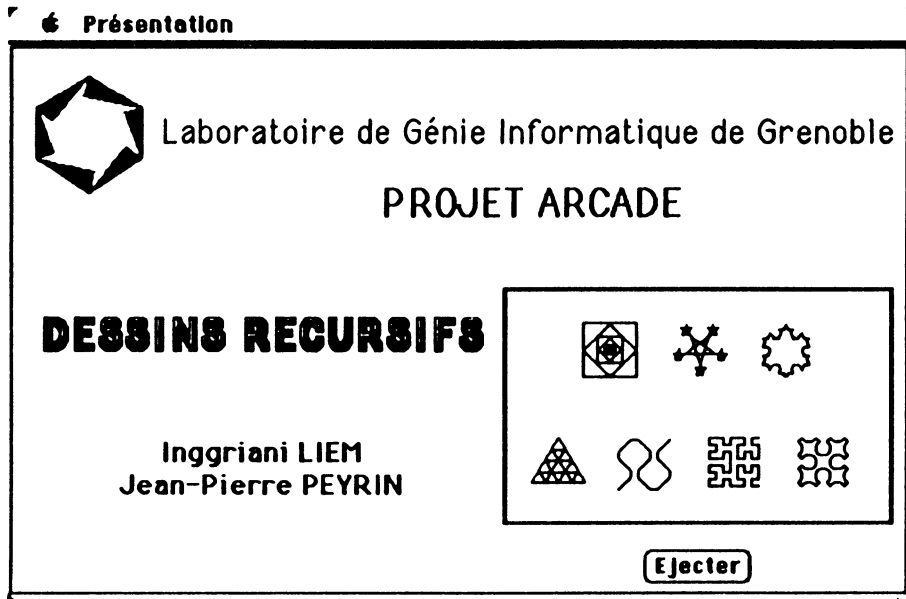 Présentation
Laboratoire de Génie Informatique de Grenoble
PROJET ARCADE
DESSINS RECURSIFS
Inggriani LIEM
Jean-Pierre PEYRIN
Ejecter